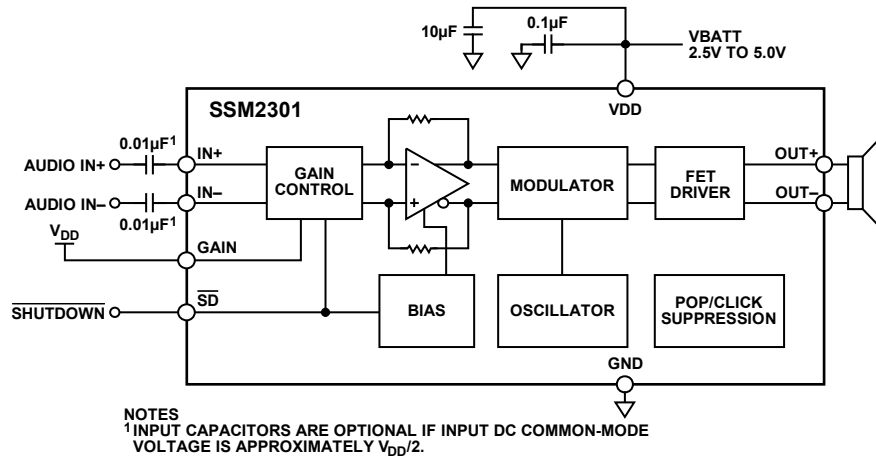 10µF
0.1µF
VBATT
2.5V TO 5.0V
SSM2301
VDD
0.01µF¹
AUDIO IN+
IN+
GAIN
CONTROL
MODULATOR
FET
DRIVER
OUT+
AUDIO IN–
IN–
OUT–
0.01µF¹
VDD
GAIN
SHUTDOWN
SD
BIAS
OSCILLATOR
POP/CLICK
SUPPRESSION
GND
NOTES
¹INPUT CAPACITORS ARE OPTIONAL IF INPUT DC COMMON-MODE
VOLTAGE IS APPROXIMATELY VDD/2.